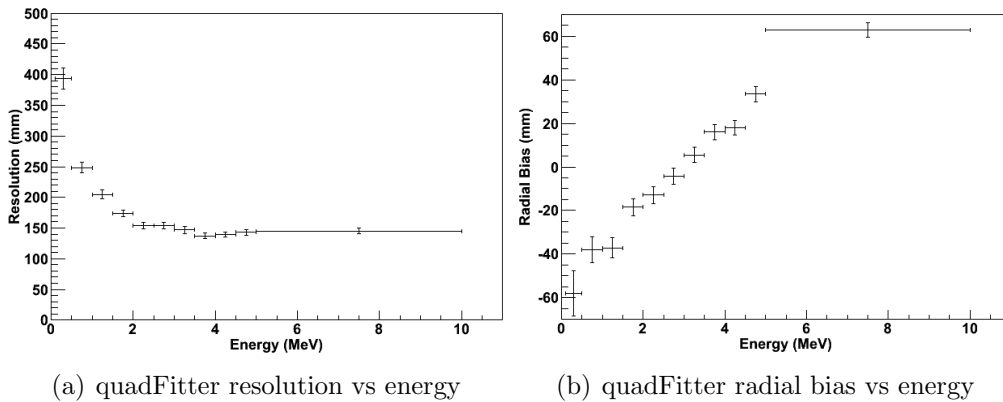 500
450
400
350
300
250
200
150
100
50
0
Resolution (mm)
0 2 4 6 8 10
Energy (MeV)
60
40
20
0
-20
-40
-60
Radial Bias (mm)
0 2 4 6 8 10
Energy (MeV)
(a) quadFitter resolution vs energy
(b) quadFitter radial bias vs energy